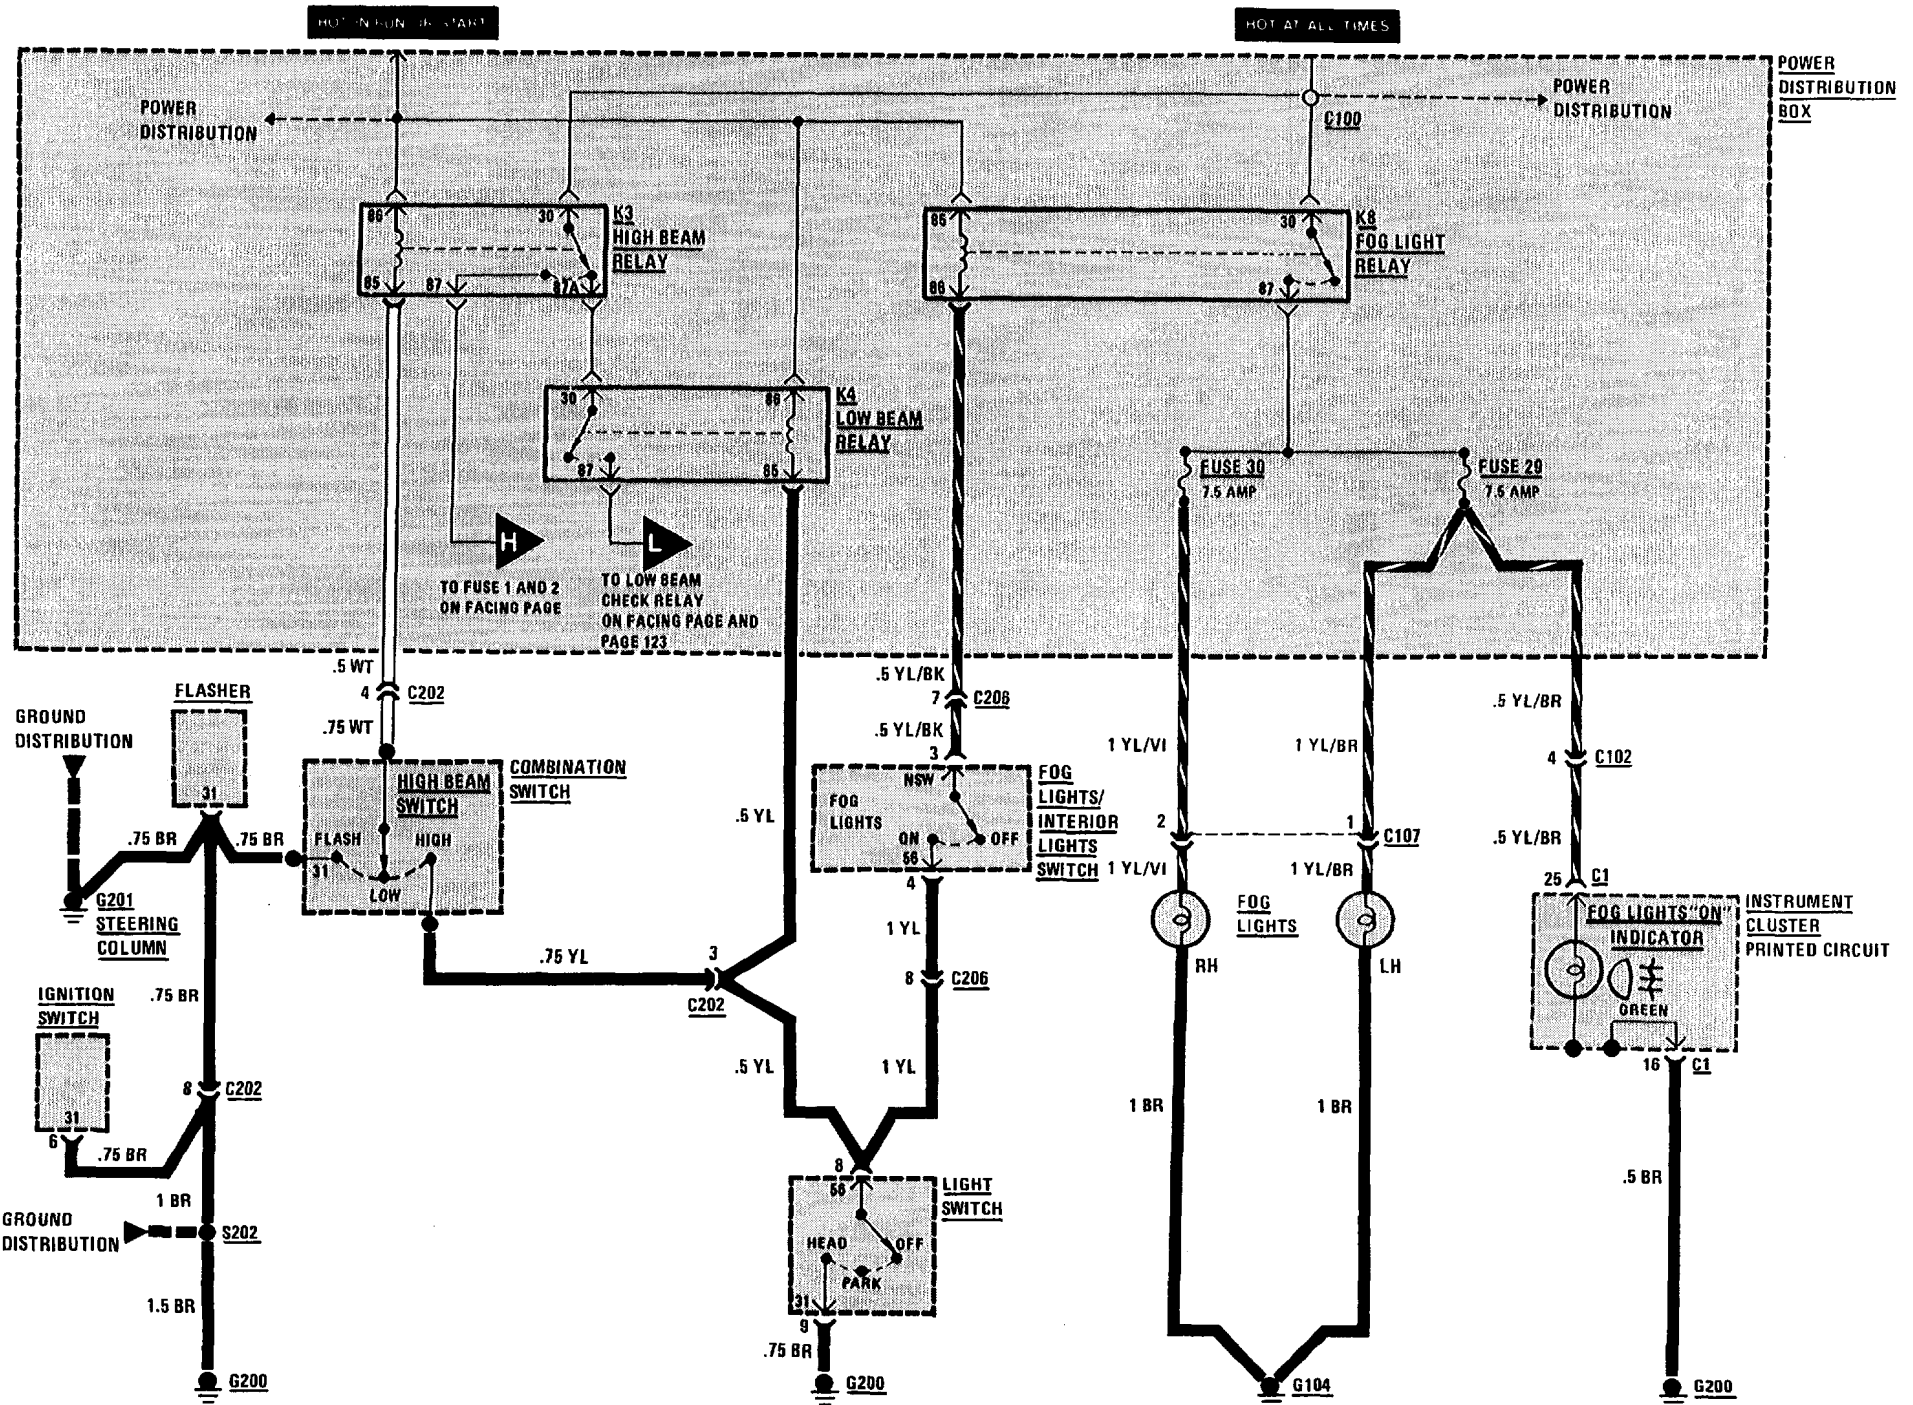 HOT IN RUN OR START
HOT AT ALL TIMES
POWER
DISTRIBUTION
BOX
POWER
DISTRIBUTION
POWER
DISTRIBUTION
C100
86
30
K3
HIGH BEAM
RELAY
85
87
87A
85
30
K8
FOG LIGHT
RELAY
86
87
30
86
K4
LOW BEAM
RELAY
87
85
FUSE 30
7.5 AMP
FUSE 29
7.5 AMP
H
L
TO FUSE 1 AND 2
ON FACING PAGE
TO LOW BEAM
CHECK RELAY
ON FACING PAGE AND
PAGE 123
.5 WT
4
C202
.75 WT
.5 YL/BK
7
C206
.5 YL/BK
3
FLASHER
31
GROUND
DISTRIBUTION
.75 BR
.75 BR
G201
STEERING
COLUMN
HIGH BEAM
SWITCH
COMBINATION
SWITCH
FLASH
HIGH
31
LOW
.5 YL
NSW
FOG
LIGHTS
ON
OFF
56
4
FOG
LIGHTS/
INTERIOR
LIGHTS
SWITCH
1 YL/VI
1 YL/BR
2
1
C107
1 YL/VI
1 YL/BR
.5 YL/BR
4
C102
.5 YL/BR
25
C1
FOG
LIGHTS
RH
LH
FOG LIGHTS "ON"
INDICATOR
GREEN
INSTRUMENT
CLUSTER
PRINTED CIRCUIT
16
C1
.75 YL
3
C202
1 YL
8
C206
.5 YL
1 YL
IGNITION
SWITCH
.75 BR
8
C202
31
6
.75 BR
1 BR
GROUND
DISTRIBUTION
S202
1.5 BR
G200
8
56
LIGHT
SWITCH
HEAD
OFF
PARK
31
9
.75 BR
G200
1 BR
1 BR
G104
.5 BR
G200